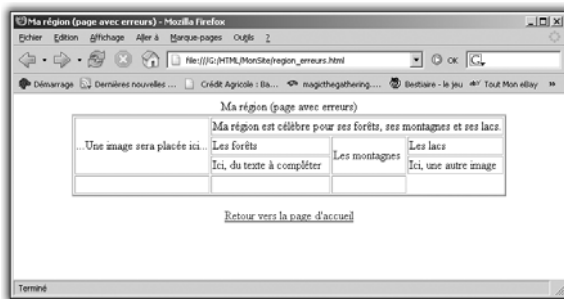 Ma région (page avec erreurs) - Mozilla Firefox
Fichier Edition Affichage Aller à Marque-pages Outils ?
file:///G:/HTML/MonSite/region_erreurs.html OK
Démarrage Dernières nouvelles ... Crédit Agricole : Ba... magicthegathering.... Bestiaire - le jeu Tout Mon eBay »
Ma région (page avec erreurs)
Ma région est célèbre pour ses forêts, ses montagnes et ses lacs.
...Une image sera placée ici... Les forêts Les montagnes Les lacs
Ici, du texte à compléter Ici, une autre image
Retour vers la page d'accueil
Terminé